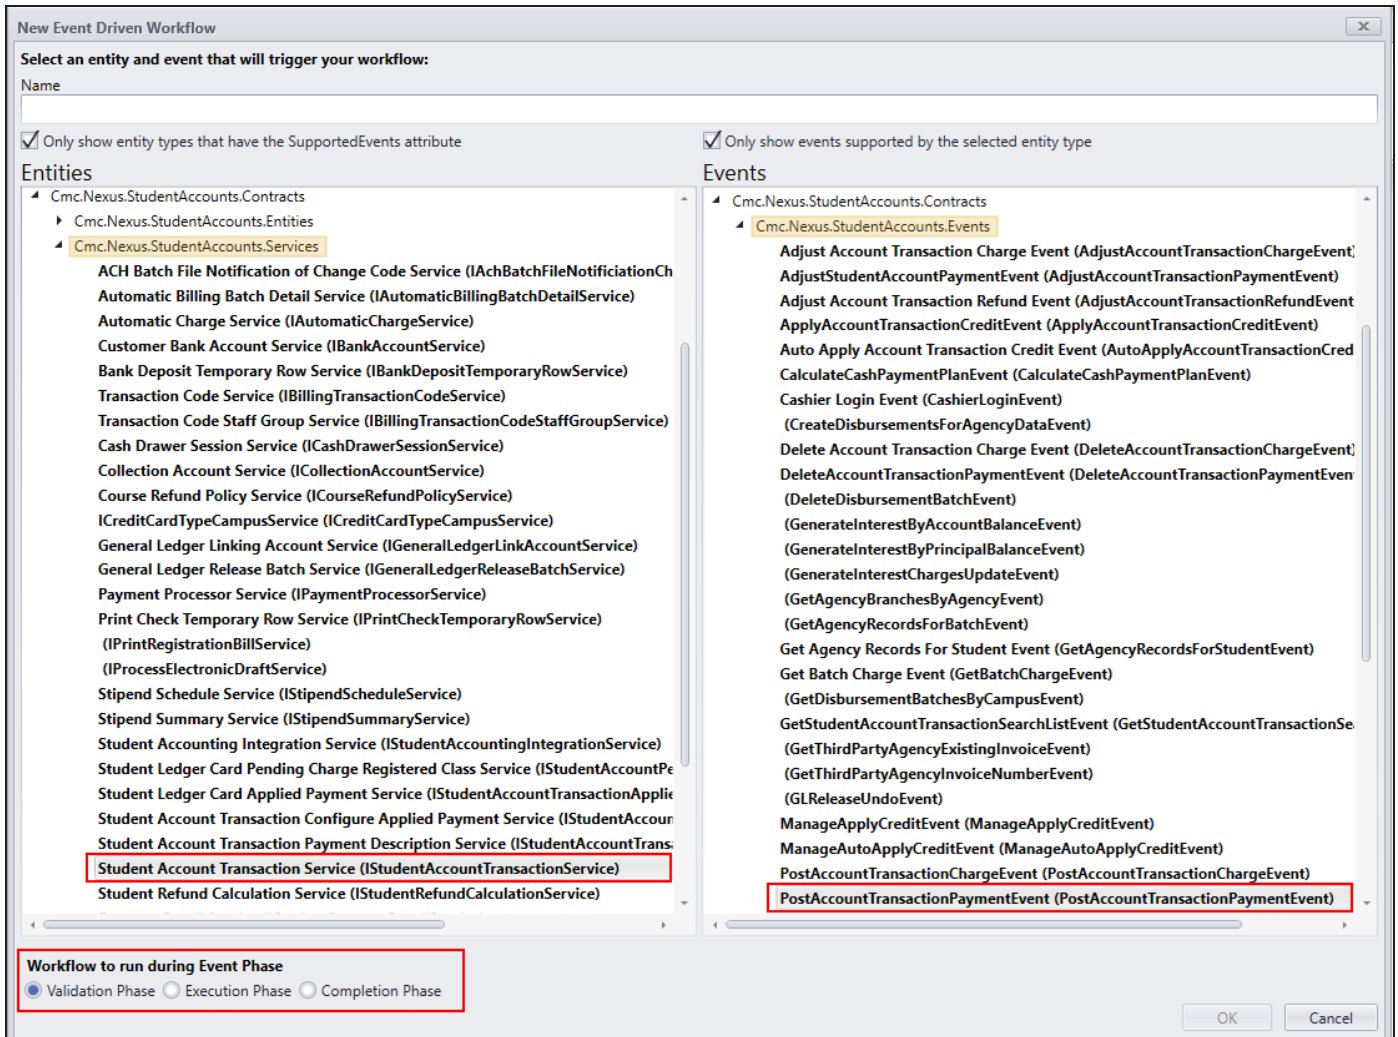 New Event Driven Workflow
Select an entity and event that will trigger your workflow:
Name
Only show entity types that have the SupportedEvents attribute
Only show events supported by the selected entity type
Entities
Cmc.Nexus.StudentAccounts.Contracts
Cmc.Nexus.StudentAccounts.Entities
Cmc.Nexus.StudentAccounts.Services
ACH Batch File Notification of Change Code Service (IAchBatchFileNotificiationCh
Automatic Billing Batch Detail Service (IAutomaticBillingBatchDetailService)
Automatic Charge Service (IAutomaticChargeService)
Customer Bank Account Service (IBankAccountService)
Bank Deposit Temporary Row Service (IBankDepositTemporaryRowService)
Transaction Code Service (IBillingTransactionCodeService)
Transaction Code Staff Group Service (IBillingTransactionCodeStaffGroupService)
Cash Drawer Session Service (ICashDrawerSessionService)
Collection Account Service (ICollectionAccountService)
Course Refund Policy Service (ICourseRefundPolicyService)
ICreditCardTypeCampusService (ICreditCardTypeCampusService)
General Ledger Linking Account Service (IGeneralLedgerLinkAccountService)
General Ledger Release Batch Service (IGeneralLedgerReleaseBatchService)
Payment Processor Service (IPaymentProcessorService)
Print Check Temporary Row Service (IPrintCheckTemporaryRowService)
(IPrintRegistrationBillService)
(IProcessElectronicDraftService)
Stipend Schedule Service (IStipendScheduleService)
Stipend Summary Service (IStipendSummaryService)
Student Accounting Integration Service (IStudentAccountingIntegrationService)
Student Ledger Card Pending Charge Registered Class Service (IStudentAccountPe
Student Ledger Card Applied Payment Service (IStudentAccountTransactionApplie
Student Account Transaction Configure Applied Payment Service (IStudentAccoun
Student Account Transaction Payment Description Service (IStudentAccountTrans
Student Account Transaction Service (IStudentAccountTransactionService)
Student Refund Calculation Service (IStudentRefundCalculationService)
Events
Cmc.Nexus.StudentAccounts.Contracts
Cmc.Nexus.StudentAccounts.Events
Adjust Account Transaction Charge Event (AdjustAccountTransactionChargeEvent)
AdjustStudentAccountPaymentEvent (AdjustAccountTransactionPaymentEvent)
Adjust Account Transaction Refund Event (AdjustAccountTransactionRefundEvent
ApplyAccountTransactionCreditEvent (ApplyAccountTransactionCreditEvent)
Auto Apply Account Transaction Credit Event (AutoApplyAccountTransactionCred
CalculateCashPaymentPlanEvent (CalculateCashPaymentPlanEvent)
Cashier Login Event (CashierLoginEvent)
(CreateDisbursementsForAgencyDataEvent)
Delete Account Transaction Charge Event (DeleteAccountTransactionChargeEvent)
DeleteAccountTransactionPaymentEvent (DeleteAccountTransactionPaymentEven
(DeleteDisbursementBatchEvent)
(GenerateInterestByAccountBalanceEvent)
(GenerateInterestByPrincipalBalanceEvent)
(GenerateInterestChargesUpdateEvent)
(GetAgencyBranchesByAgencyEvent)
(GetAgencyRecordsForBatchEvent)
Get Agency Records For Student Event (GetAgencyRecordsForStudentEvent)
Get Batch Charge Event (GetBatchChargeEvent)
(GetDisbursementBatchesByCampusEvent)
GetStudentAccountTransactionSearchListEvent (GetStudentAccountTransactionSe
(GetThirdPartyAgencyExistingInvoiceEvent)
(GetThirdPartyAgencyInvoiceNumberEvent)
(GLReleaseUndoEvent)
ManageApplyCreditEvent (ManageApplyCreditEvent)
ManageAutoApplyCreditEvent (ManageAutoApplyCreditEvent)
PostAccountTransactionChargeEvent (PostAccountTransactionChargeEvent)
PostAccountTransactionPaymentEvent (PostAccountTransactionPaymentEvent)
Workflow to run during Event Phase
Validation Phase Execution Phase Completion Phase
OK Cancel